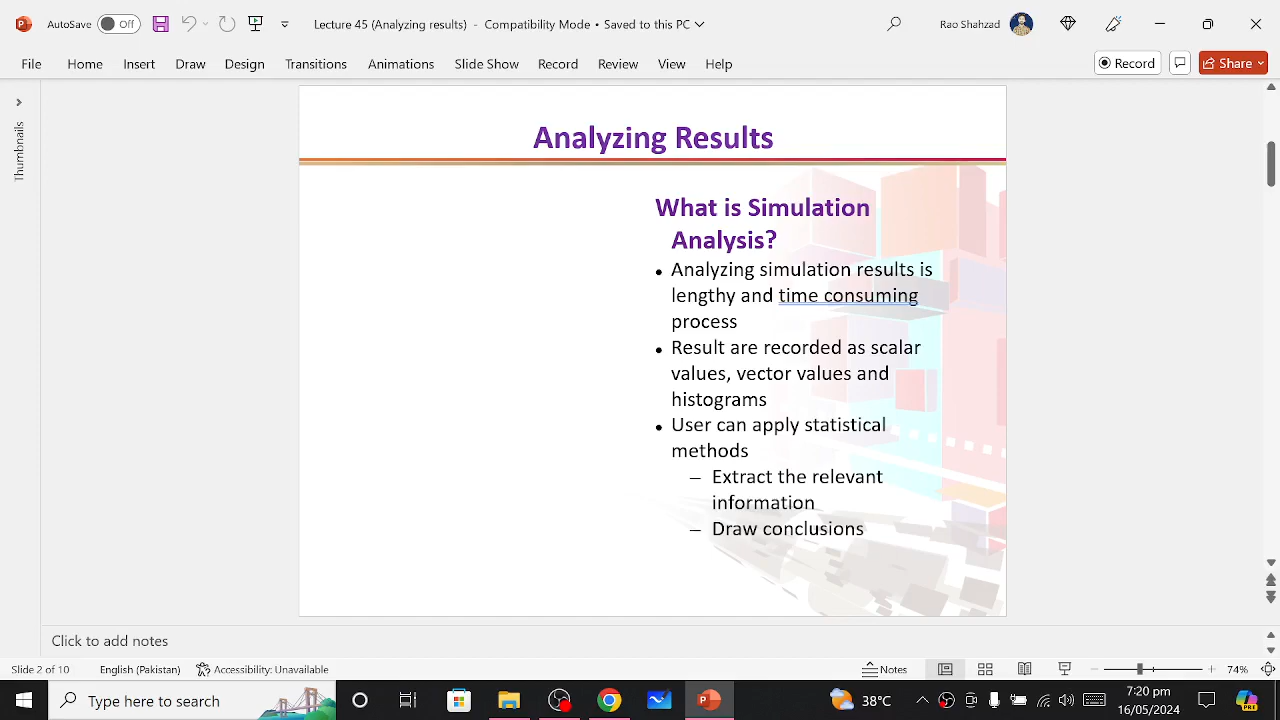 AutoSave Off Lecture 45 (Analyzing results) - Compatibility Mode • Saved to this PC Rao Shahzad
File Home Insert Draw Design Transitions Animations Slide Show Record Review View Help Record Share
Thumbnails
Analyzing Results
What is Simulation
Analysis?
• Analyzing simulation results is
lengthy and time consuming
process
• Result are recorded as scalar
values, vector values and
histograms
• User can apply statistical
methods
– Extract the relevant
information
– Draw conclusions
Click to add notes
Slide 2 of 10 English (Pakistan) Accessibility: Unavailable Notes 74%
Type here to search 38°C 7:20 pm
16/05/2024
PRE